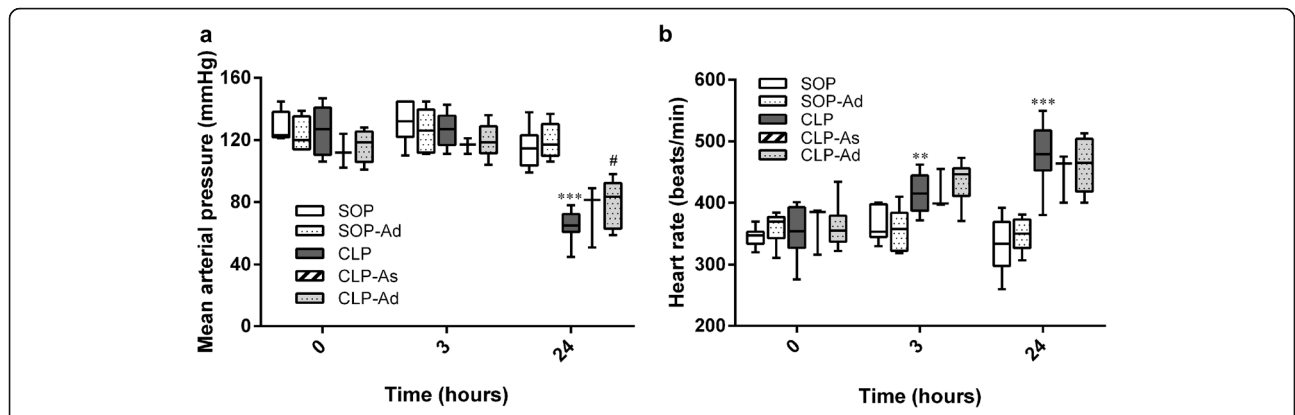 a
Mean arterial pressure (mmHg)
160
120
80
40
0
***
#
SOP
SOP-Ad
CLP
CLP-As
CLP-Ad
0
3
24
Time (hours)
b
Heart rate (beats/min)
600
500
400
300
200
SOP
SOP-Ad
CLP
CLP-As
CLP-Ad
**
***
0
3
24
Time (hours)